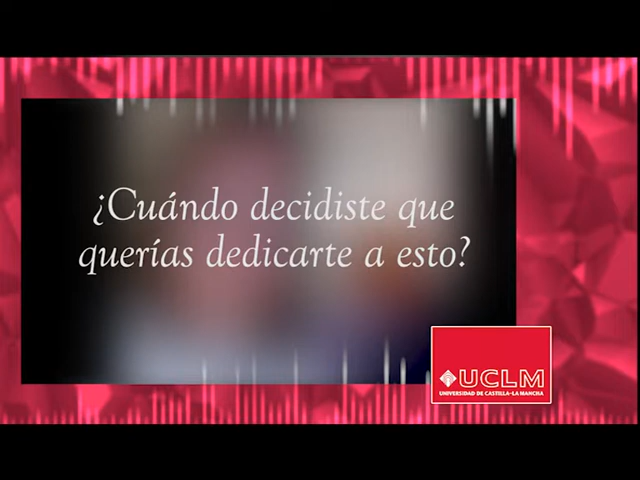 ¿Cuándo decidiste que
querías dedicarte a esto?
UCLM
UNIVERSIDAD DE CASTILLA-LA MANCHA